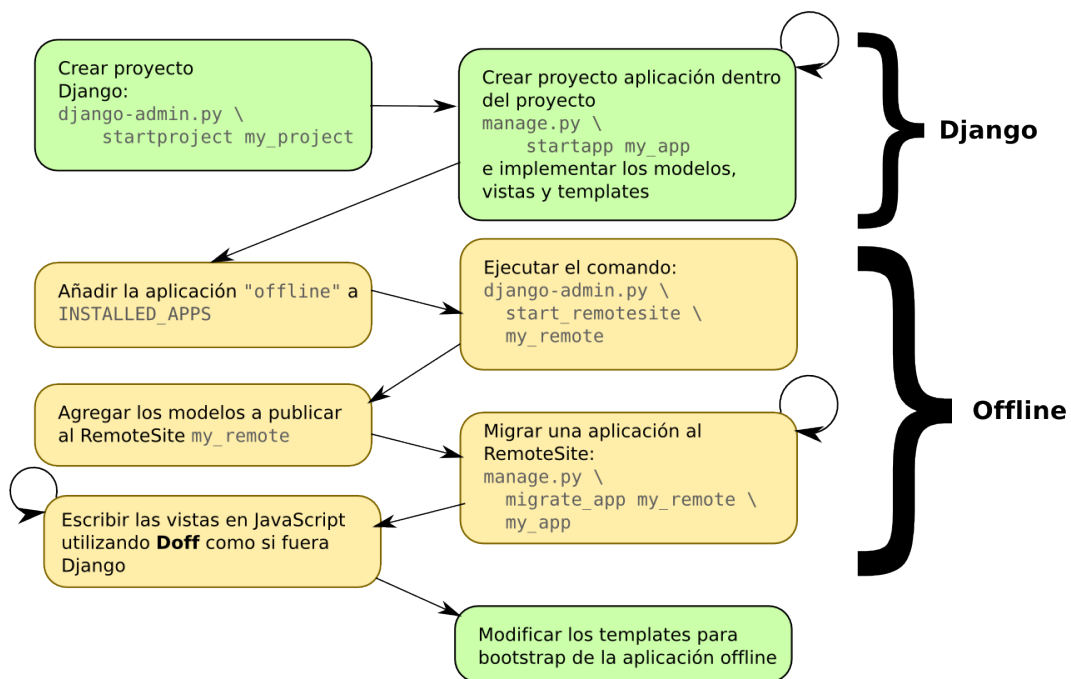 Crear proyecto
Django:
django-admin.py \
startproject my_project
Crear proyecto aplicación dentro
del proyecto
manage.py \
startapp my_app
e implementar los modelos,
vistas y templates
Django
Añadir la aplicación "offline" a
INSTALLED_APPS
Ejecutar el comando:
django-admin.py \
start_remotesite \
my_remote
Agregar los modelos a publicar
al RemoteSite my_remote
Migrar una aplicación al
RemoteSite:
manage.py \
migrate_app my_remote \
my_app
Offline
Escribir las vistas en JavaScript
utilizando Doff como si fuera
Django
Modificar los templates para
bootstrap de la aplicación offline